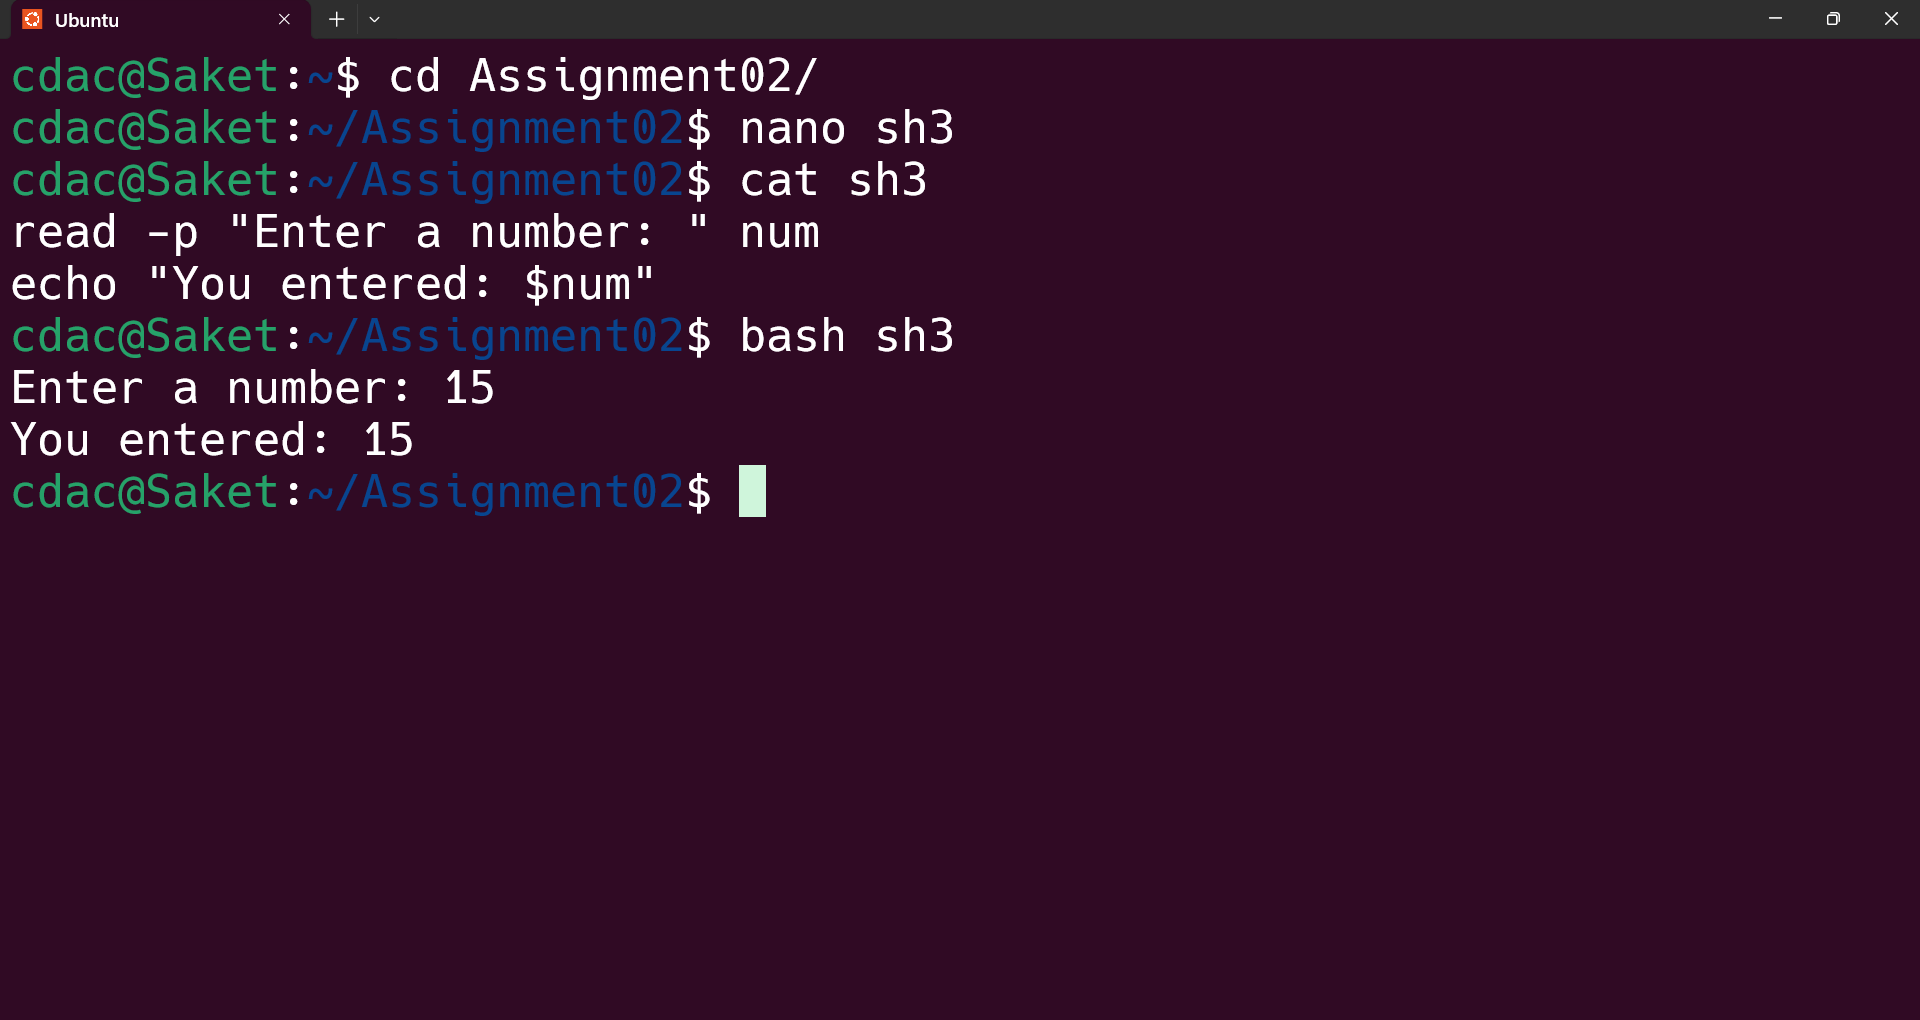 Ubuntu
cdac@Saket:~$ cd Assignment02/
cdac@Saket:~/Assignment02$ nano sh3
cdac@Saket:~/Assignment02$ cat sh3
read -p "Enter a number: " num
echo "You entered: $num"
cdac@Saket:~/Assignment02$ bash sh3
Enter a number: 15
You entered: 15
cdac@Saket:~/Assignment02$